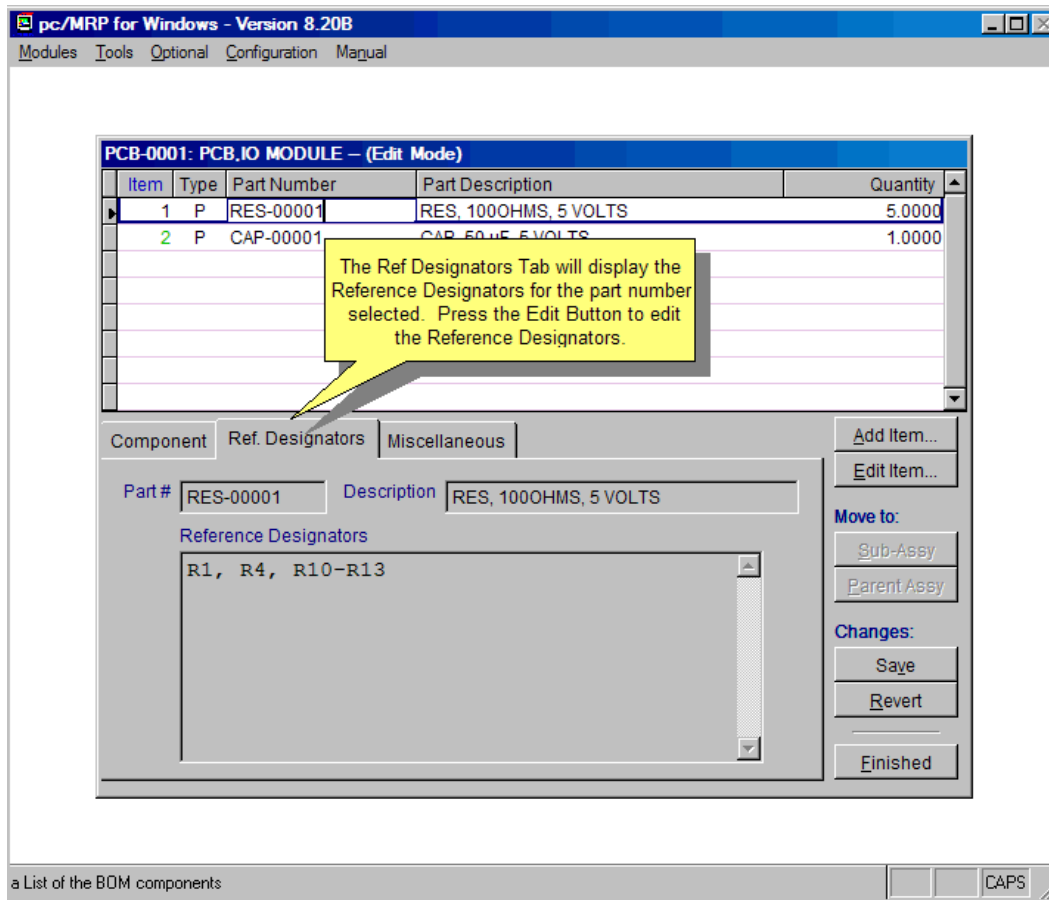 pc/MRP for Windows - Version 8.20B
Modules Tools Optional Configuration Manual
PCB-0001: PCB,IO MODULE – (Edit Mode)
Item Type Part Number Part Description Quantity
1 P RES-00001 RES, 100OHMS, 5 VOLTS 5.0000
2 P CAP-00001 CAP, 50 uF, 5 VOLTS 1.0000
The Ref Designators Tab will display the
Reference Designators for the part number
selected. Press the Edit Button to edit
the Reference Designators.
Component Ref. Designators Miscellaneous
Add Item...
Edit Item...
Part # RES-00001 Description RES, 100OHMS, 5 VOLTS
Move to:
Reference Designators
Sub-Assy
R1, R4, R10-R13
Parent Assy
Changes:
Save
Revert
Finished
a List of the BOM components CAPS